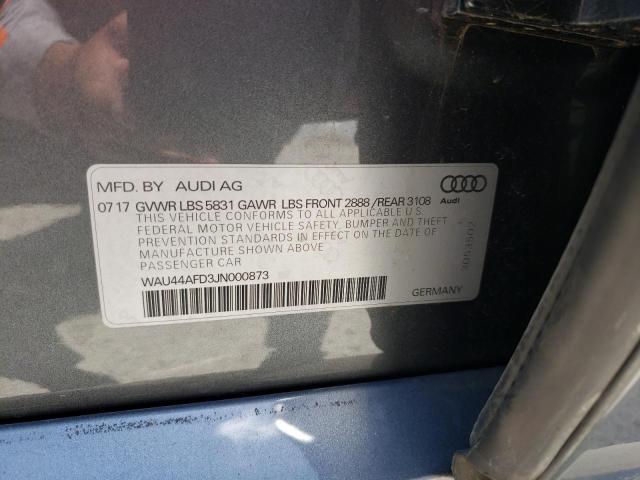 MFD. BY AUDI AG
07 17 GVWR LBS 5831 GAWR LBS FRONT 2888 /REAR 3108
Audi
THIS VEHICLE CONFORMS TO ALL APPLICABLE U.S.
FEDERAL MOTOR VEHICLE SAFETY, BUMPER AND THEFT
PREVENTION STANDARDS IN EFFECT ON THE DATE OF
MANUFACTURE SHOWN ABOVE
PASSENGER CAR
WAU44AFD3JN000873
GERMANY